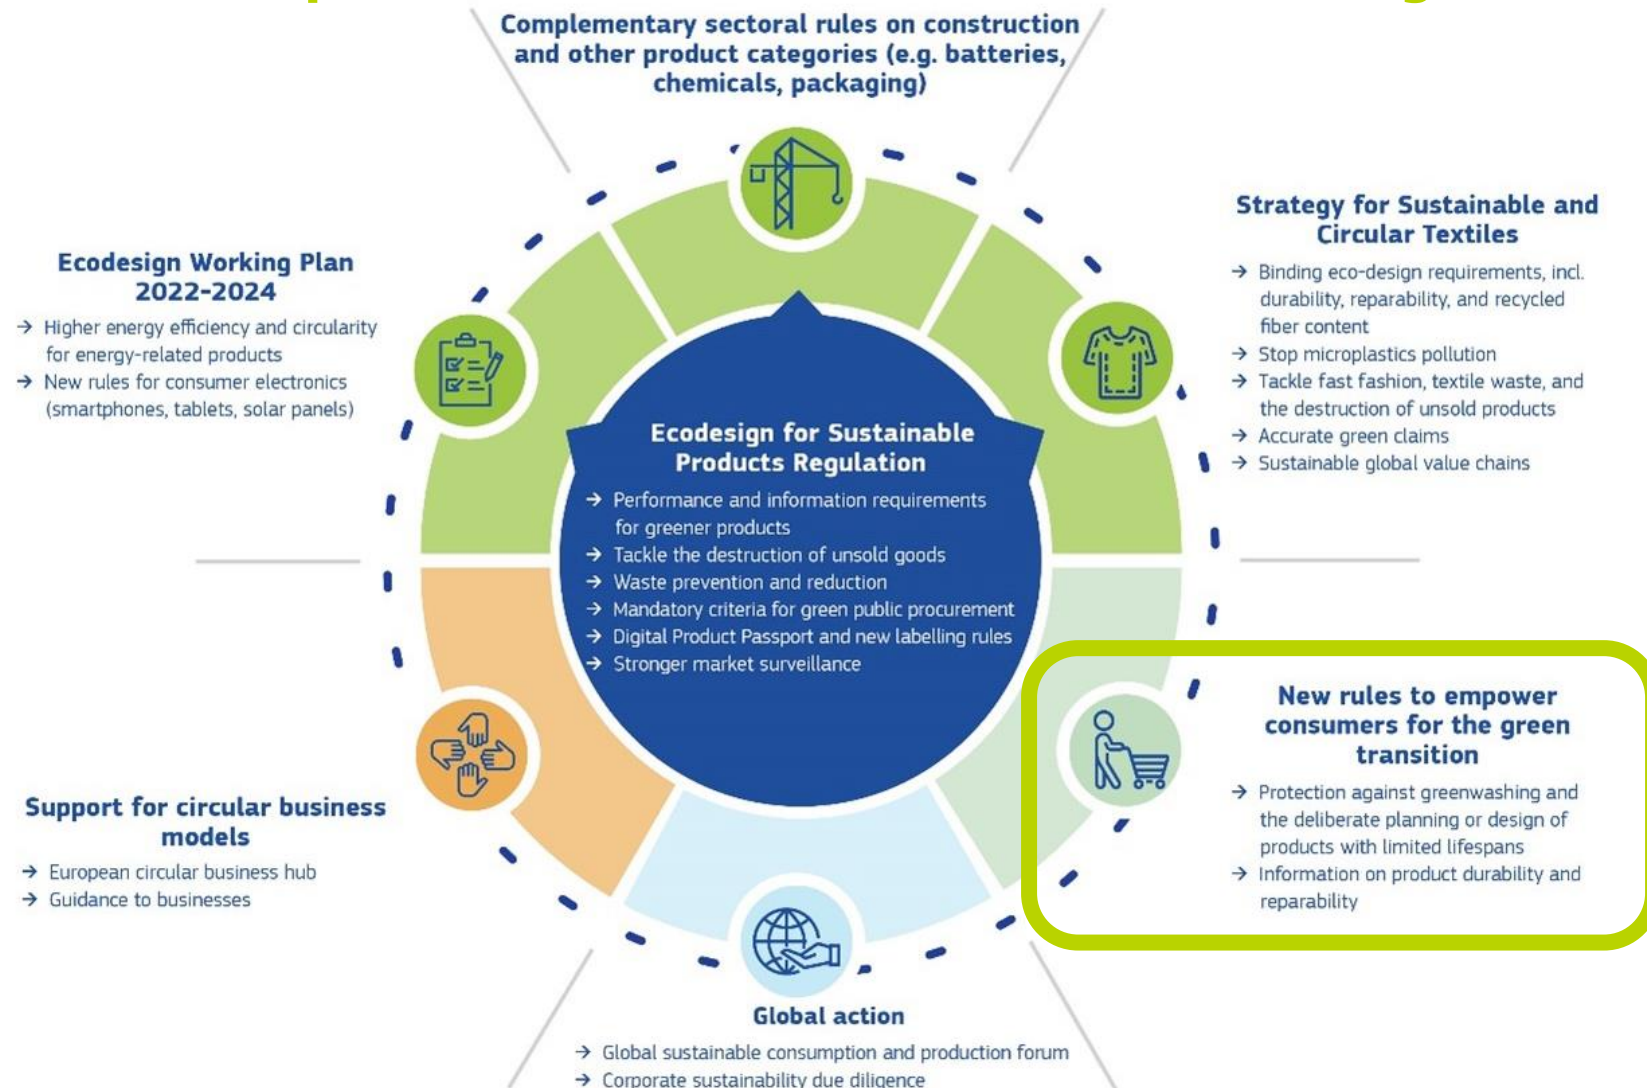 Complementary sectoral rules on construction
and other product categories (e.g. batteries,
chemicals, packaging)
Strategy for Sustainable and
Circular Textiles
→ Binding eco-design requirements, incl.
durability, reparability, and recycled
fiber content
→ Stop microplastics pollution
→ Tackle fast fashion, textile waste, and
the destruction of unsold products
→ Accurate green claims
→ Sustainable global value chains
Ecodesign Working Plan
2022-2024
→ Higher energy efficiency and circularity
for energy-related products
→ New rules for consumer electronics
(smartphones, tablets, solar panels)
Ecodesign for Sustainable
Products Regulation
→ Performance and information requirements
for greener products
→ Tackle the destruction of unsold goods
→ Waste prevention and reduction
→ Mandatory criteria for green public procurement
→ Digital Product Passport and new labelling rules
→ Stronger market surveillance
New rules to empower
consumers for the green
transition
→ Protection against greenwashing and
the deliberate planning or design of
products with limited lifespans
→ Information on product durability and
reparability
Support for circular business
models
→ European circular business hub
→ Guidance to businesses
Global action
→ Global sustainable consumption and production forum
→ Corporate sustainability due diligence